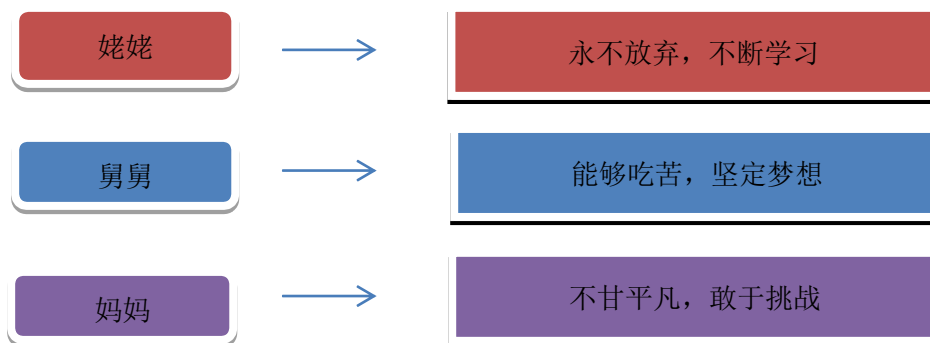 姥姥
永不放弃，不断学习
舅舅
能够吃苦，坚定梦想
妈妈
不甘平凡，敢于挑战